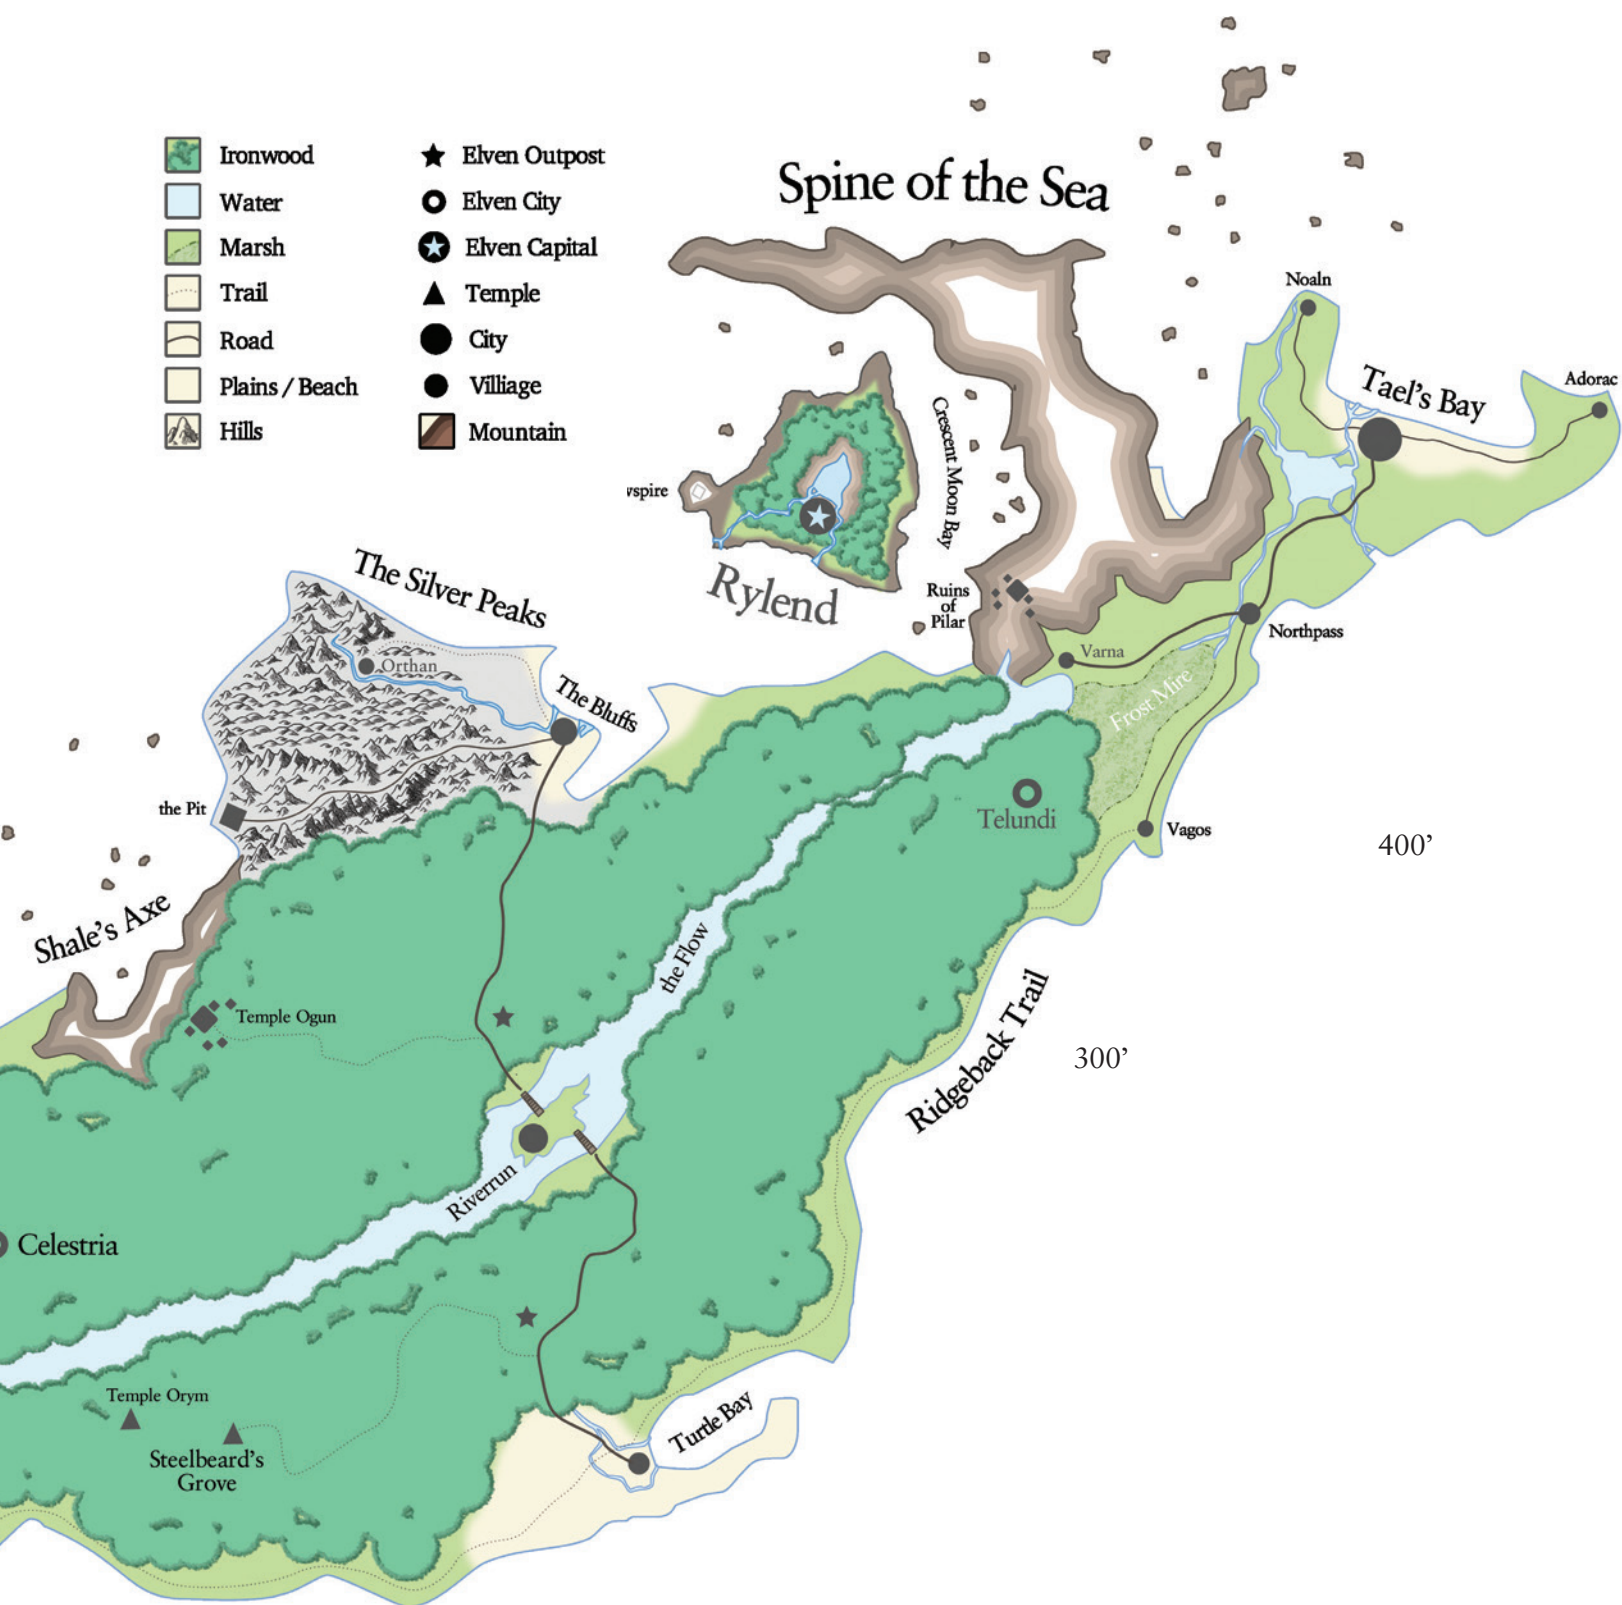 Ironwood
Water
Marsh
Trail
Road
Plains / Beach
Hills
Elven Outpost
Elven City
Elven Capital
Temple
City
Villiage
Mountain
Spine of the Sea
Noaln
Tael's Bay
Adorac
Crescent Moon Bay
vspire
Rylend
Ruins
of
Pilar
Northpass
Varna
Frost Mire
The Silver Peaks
Orthan
The Bluffs
the Pit
Telundi
Vagos
400'
Shale's Axe
the Flow
Temple Ogun
Ridgeback Trail
300'
Riverrun
Celestria
Temple Orym
Steelbeard's
Grove
Turtle Bay